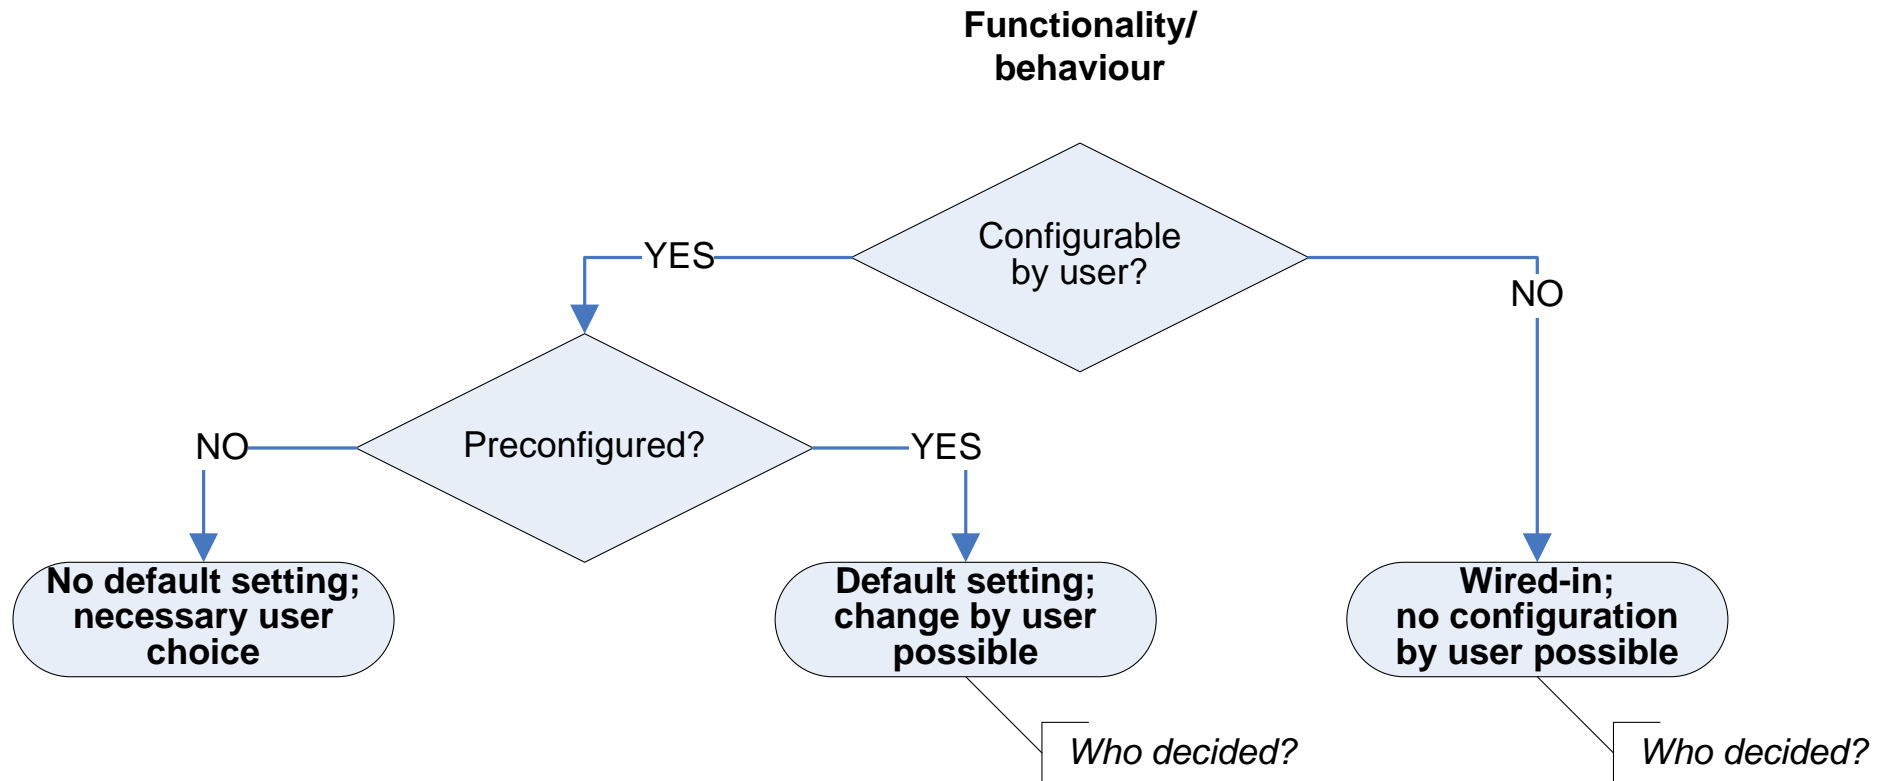 Functionality/
behaviour
Configurable
by user?
YES
NO
Preconfigured?
NO
YES
No default setting;
necessary user
choice
Default setting;
change by user
possible
Wired-in;
no configuration
by user possible
Who decided?
Who decided?